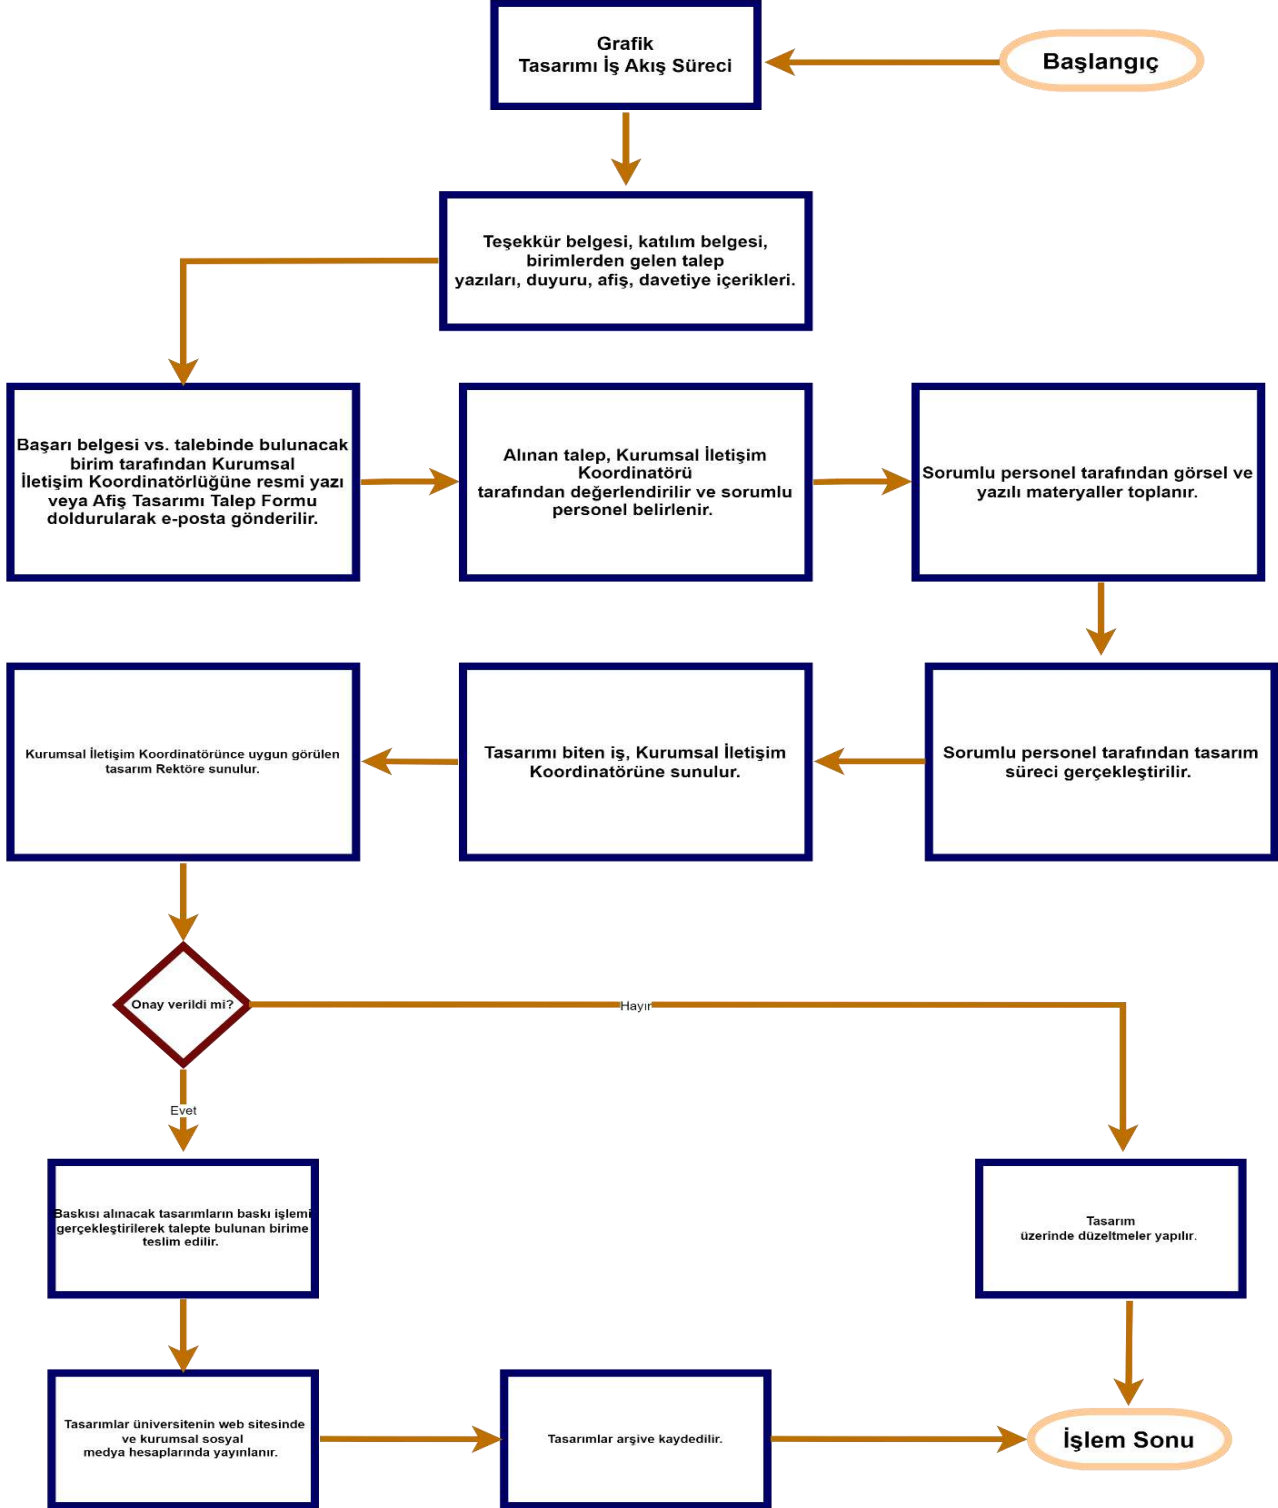 Grafik
Tasarımı İş Akış Süreci
Başlangıç
Teşekkür belgesi, katılım belgesi,
birimlerden gelen talep
yazıları, duyuru, afiş, davetiye içerikleri.
Başarı belgesi vs. talebinde bulunacak
birim tarafından Kurumsal
İletişim Koordinatörlüğüne resmi yazı
veya Afiş Tasarımı Talep Formu
doldurularak e-posta gönderilir.
Alınan talep, Kurumsal İletişim
Koordinatörü
tarafından değerlendirilir ve sorumlu
personel belirlenir.
Sorumlu personel tarafından görsel ve
yazılı materyaller toplanır.
Sorumlu personel tarafından tasarım
süreci gerçekleştirilir.
Tasarımı biten iş, Kurumsal İletişim
Koordinatörüne sunulur.
Kurumsal İletişim Koordinatörünce uygun görülen
tasarım Rektöre sunulur.
Onay verildi mi?
Hayır
Evet
Baskısı alınacak tasarımların baskı işlemi
gerçekleştirilerek talepte bulunan birime
teslim edilir.
Tasarım
üzerinde düzeltmeler yapılır.
Tasarımlar üniversitenin web sitesinde
ve kurumsal sosyal
medya hesaplarında yayınlanır.
Tasarımlar arşive kaydedilir.
İşlem Sonu